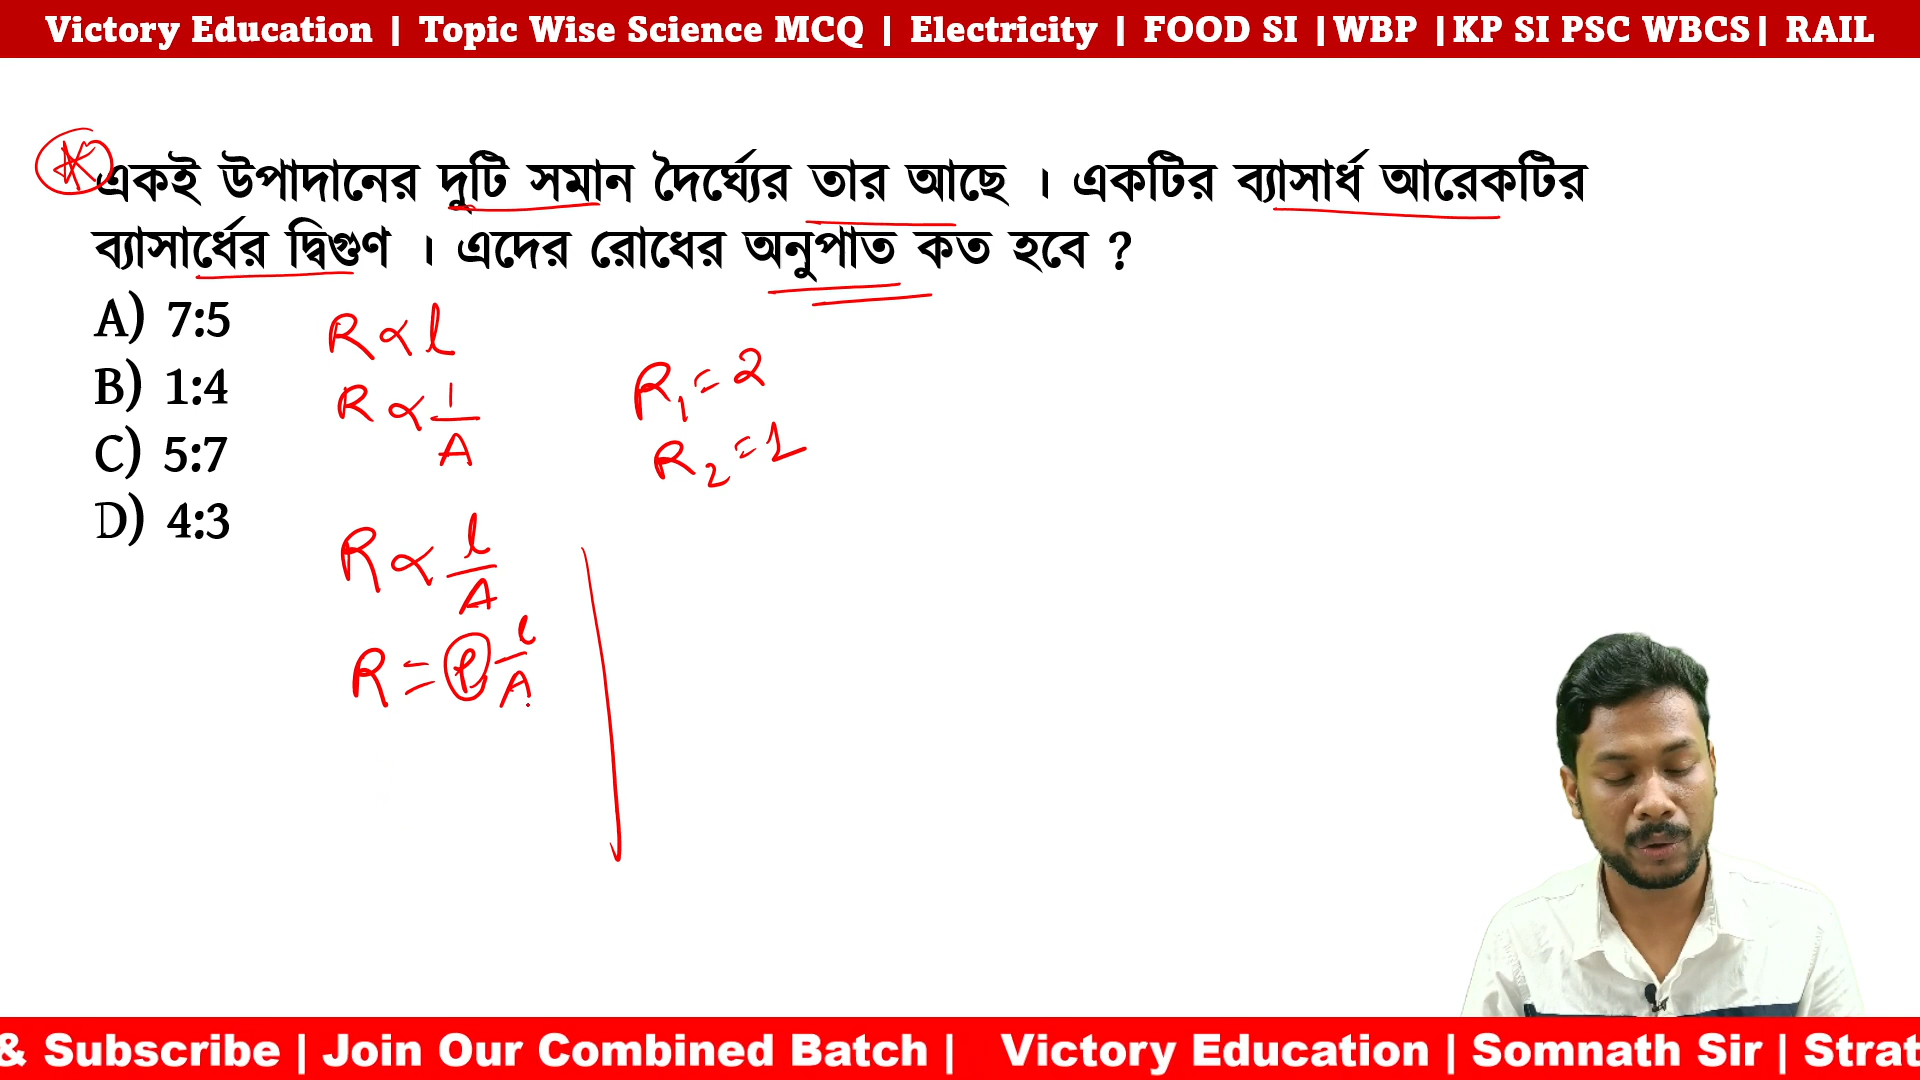 Victory Education | Topic Wise Science MCQ | Electricity | FOOD SI |WBP |KP SI PSC WBCS| RAIL
একই উপাদানের দুটি সমান দৈর্ঘ্যের তার আছে । একটির ব্যাসার্ধ আরেকটির
ব্যাসার্ধের দ্বিগুণ । এদের রোধের অনুপাত কত হবে ?
A) 7:5
B) 1:4
C) 5:7
D) 4:3
R ∝ l
R ∝ 1/A
R ∝ l/A
R = ρ l/A
R₁ = 2
R₂ = 1
& Subscribe | Join Our Combined Batch | Victory Education | Somnath Sir | Strat